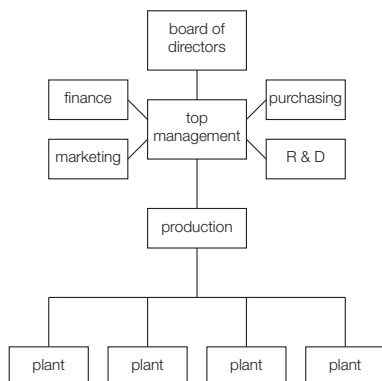 board of
directors
finance
purchasing
top
management
marketing
R & D
production
plant
plant
plant
plant